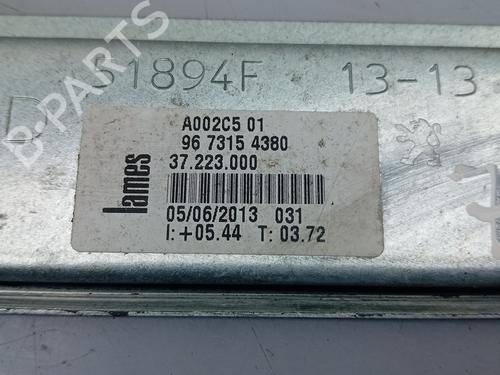 51894F 13-13
A002C5 01
96 7315 4380
37.223.000
lames
05/06/2013 031
I:+05.44 T: 03.72